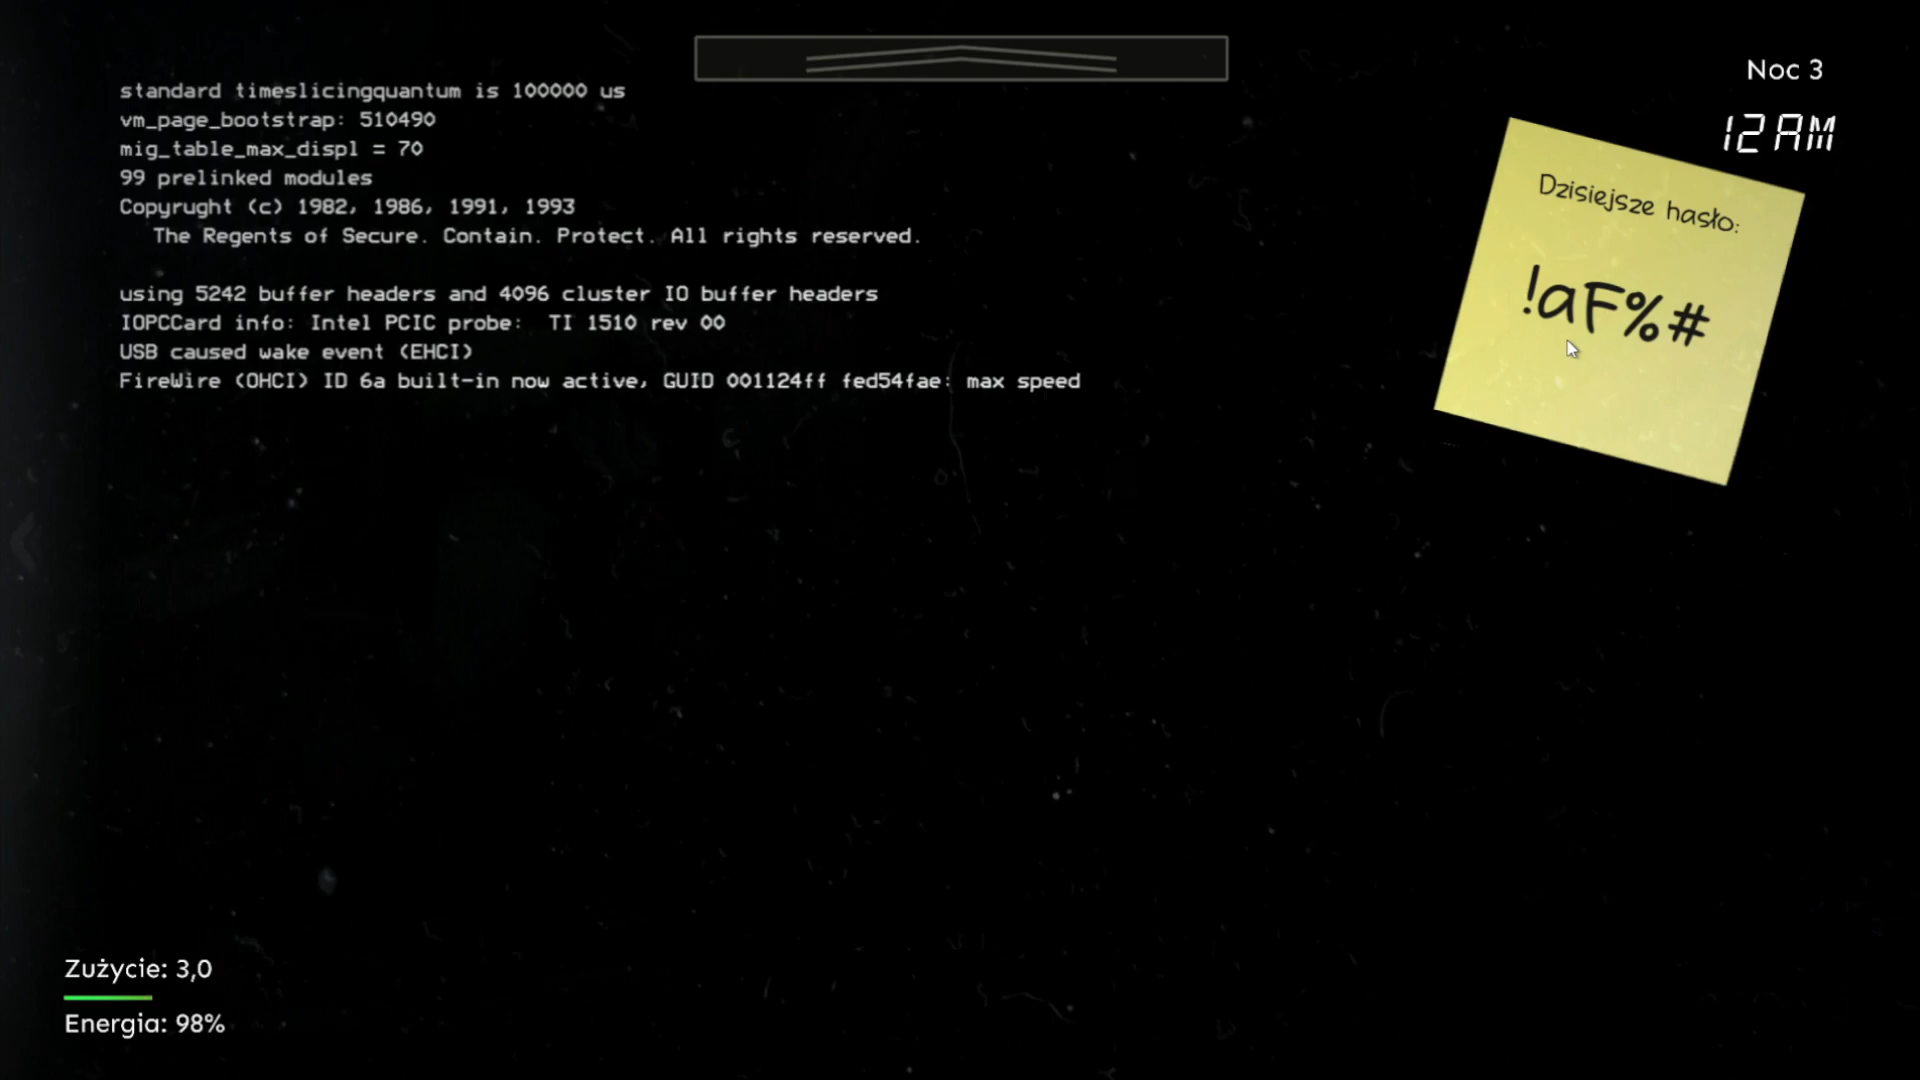 standard timeslicingquantum is 100000 us
vm_page_bootstrap: 510490
mig_table_max_displ = 70
99 prelinked modules
Copyrught (c) 1982, 1986, 1991, 1993
The Regents of Secure. Contain. Protect. All rights reserved.
using 5242 buffer headers and 4096 cluster IO buffer headers
IOPCCard info: Intel PCIC probe: TI 1510 rev 00
USB caused wake event (EHCI)
FireWire (OHCI) ID 6a built-in now active, GUID 001124ff fed54fae: max speed
Noc 3
12 AM
Dzisiejsze hasło:
!aF%#
Zużycie: 3,0
Energia: 98%